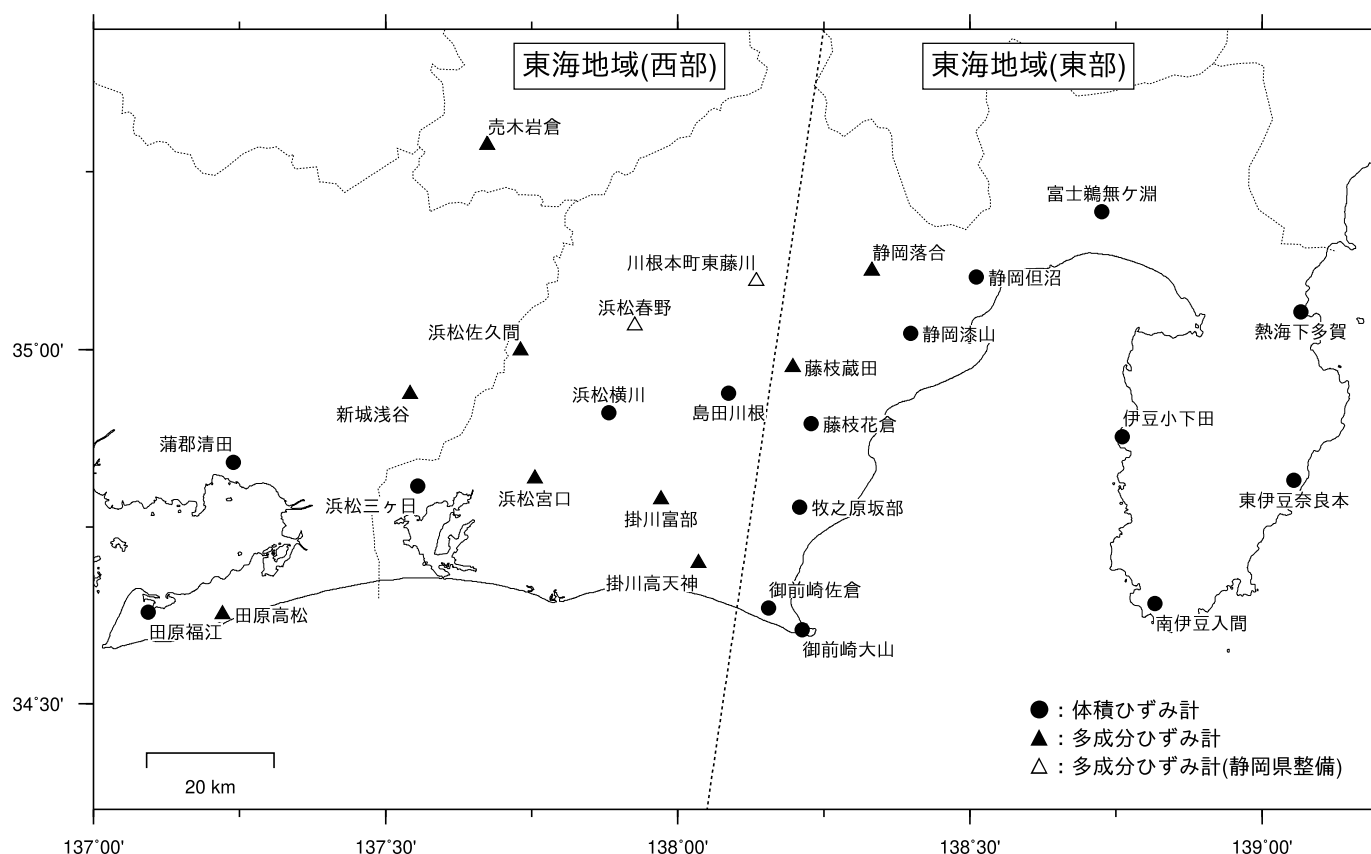 東海地域(西部)
東海地域(東部)
売木岩倉
富士鵜無ケ淵
川根本町東藤川
静岡落合
静岡但沼
浜松春野
熱海下多賀
浜松佐久間
静岡漆山
35°00'
藤枝蔵田
新城浅谷
浜松横川
島田川根
藤枝花倉
伊豆小下田
蒲郡清田
浜松三ヶ日
浜松宮口
掛川富部
牧之原坂部
東伊豆奈良本
掛川高天神
御前崎佐倉
田原福江
田原高松
御前崎大山
南伊豆入間
34°30'
：体積ひずみ計
：多成分ひずみ計
：多成分ひずみ計(静岡県整備)
20 km
137°00'
137°30'
138°00'
138°30'
139°00'